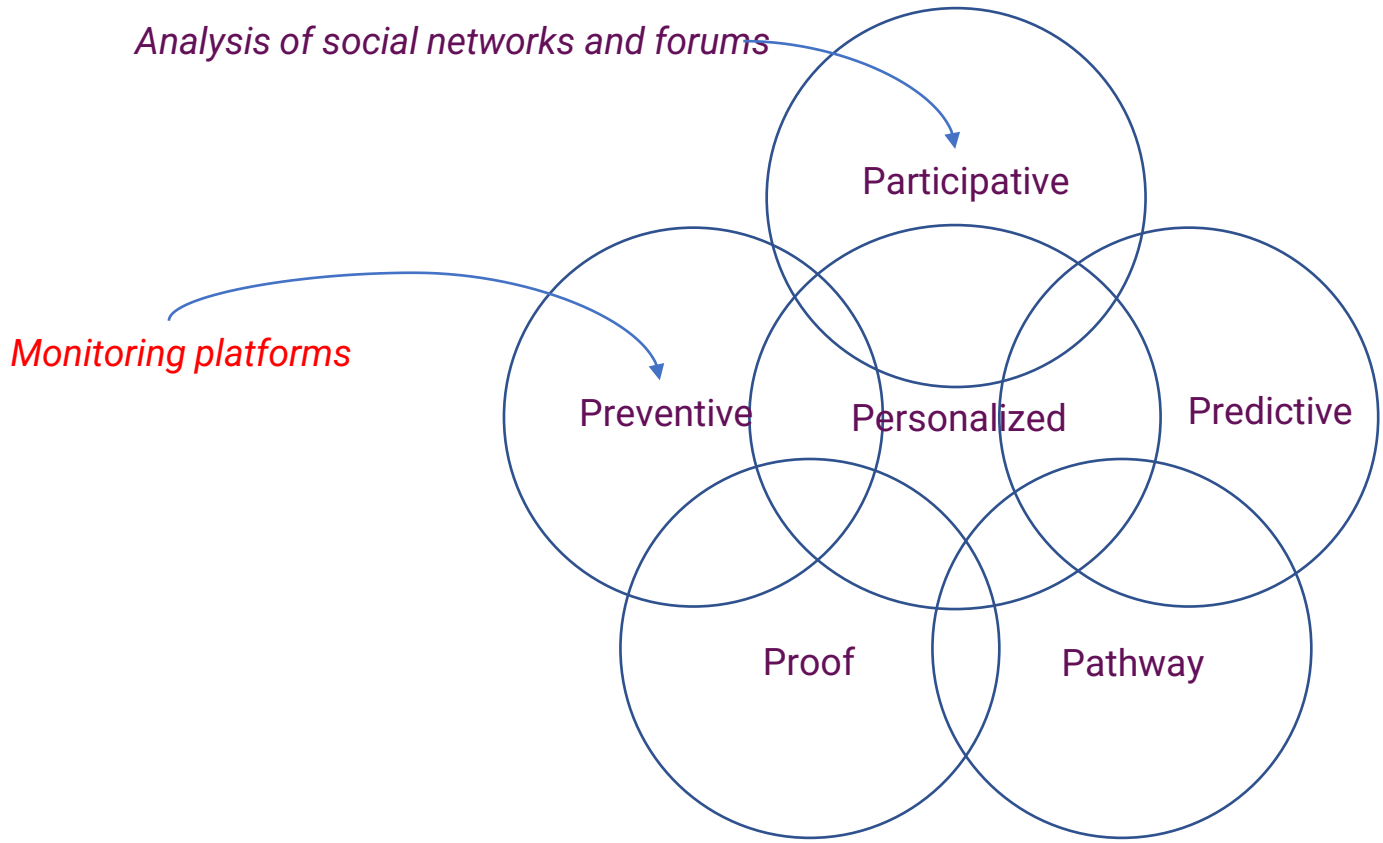 Analysis of social networks and forums
Participative
Monitoring platforms
Preventive
Personalized
Predictive
Proof
Pathway